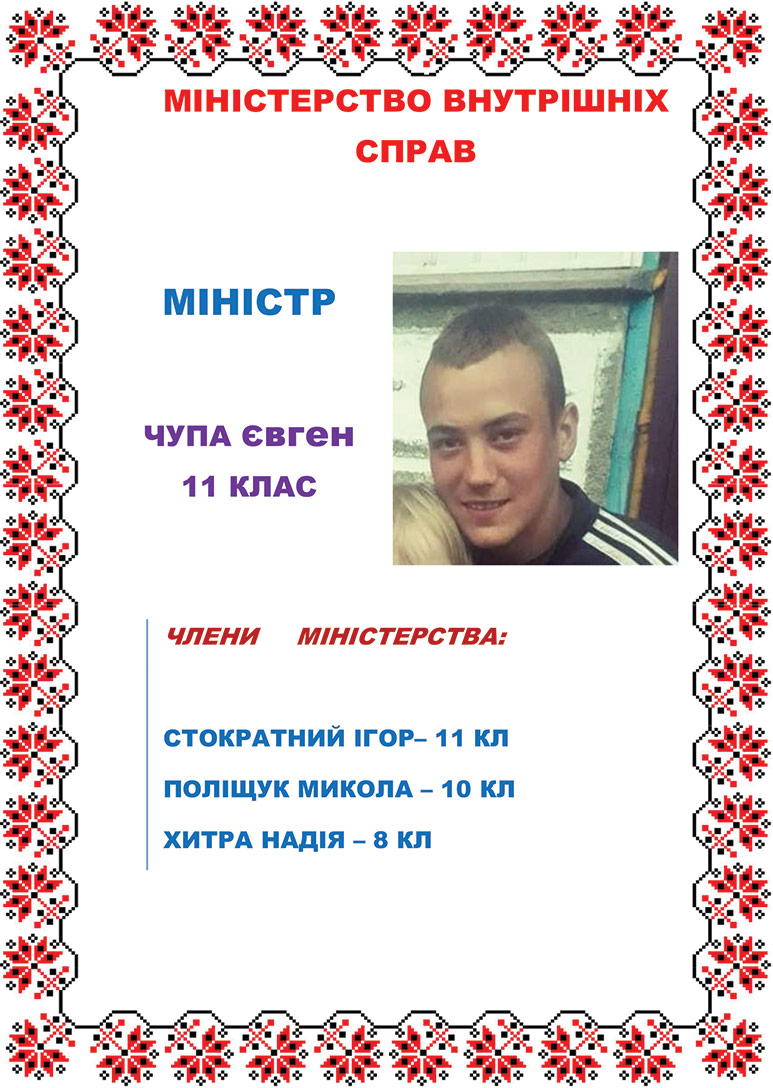 МІНІСТЕРСТВО ВНУТРІШНІХ
СПРАВ
МІНІСТР
ЧУПА Євген
11 КЛАС
ЧЛЕНИ МІНІСТЕРСТВА:
СТОКРАТНИЙ ІГОР– 11 КЛ
ПОЛІЩУК МИКОЛА – 10 КЛ
ХИТРА НАДІЯ – 8 КЛ